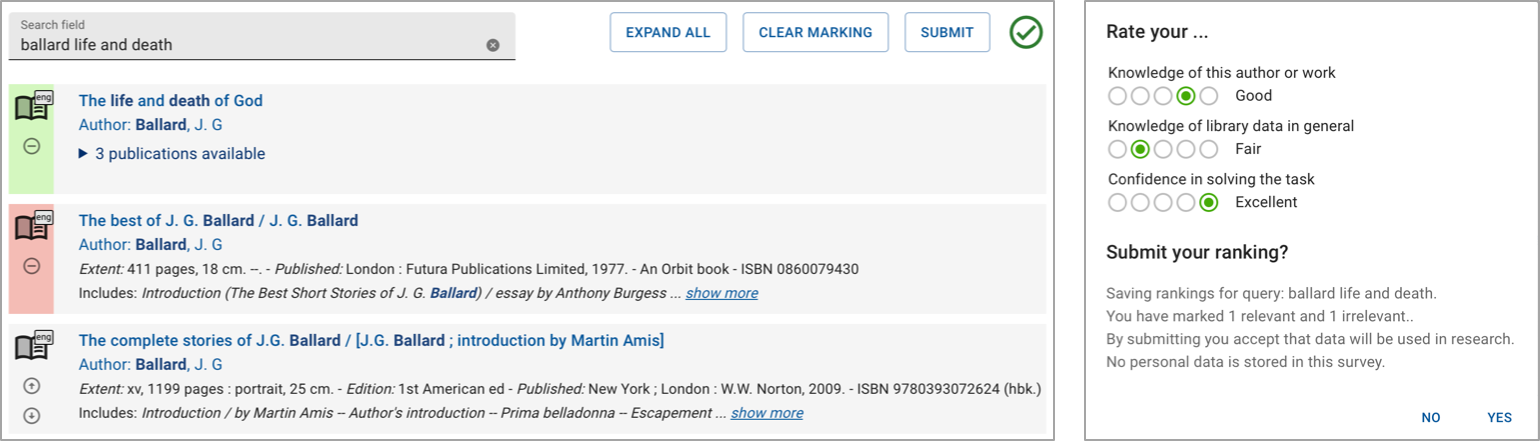 Search field
ballard life and death
EXPAND ALL
CLEAR MARKING
SUBMIT
eng
The life and death of God
Author: Ballard, J. G
3 publications available
eng
The best of J. G. Ballard / J. G. Ballard
Author: Ballard, J. G
Extent: 411 pages, 18 cm. --. - Published: London : Futura Publications Limited, 1977. - An Orbit book - ISBN 0860079430
Includes: Introduction (The Best Short Stories of J. G. Ballard) / essay by Anthony Burgess ... show more
eng
The complete stories of J.G. Ballard / [J.G. Ballard ; introduction by Martin Amis]
Author: Ballard, J. G
Extent: xv, 1199 pages : portrait, 25 cm. - Edition: 1st American ed - Published: New York ; London : W.W. Norton, 2009. - ISBN 9780393072624 (hbk.)
Includes: Introduction / by Martin Amis -- Author's introduction -- Prima belladonna -- Escapement ... show more
Rate your ...
Knowledge of this author or work
Good
Knowledge of library data in general
Fair
Confidence in solving the task
Excellent
Submit your ranking?
Saving rankings for query: ballard life and death.
You have marked 1 relevant and 1 irrelevant..
By submitting you accept that data will be used in research.
No personal data is stored in this survey.
NO
YES